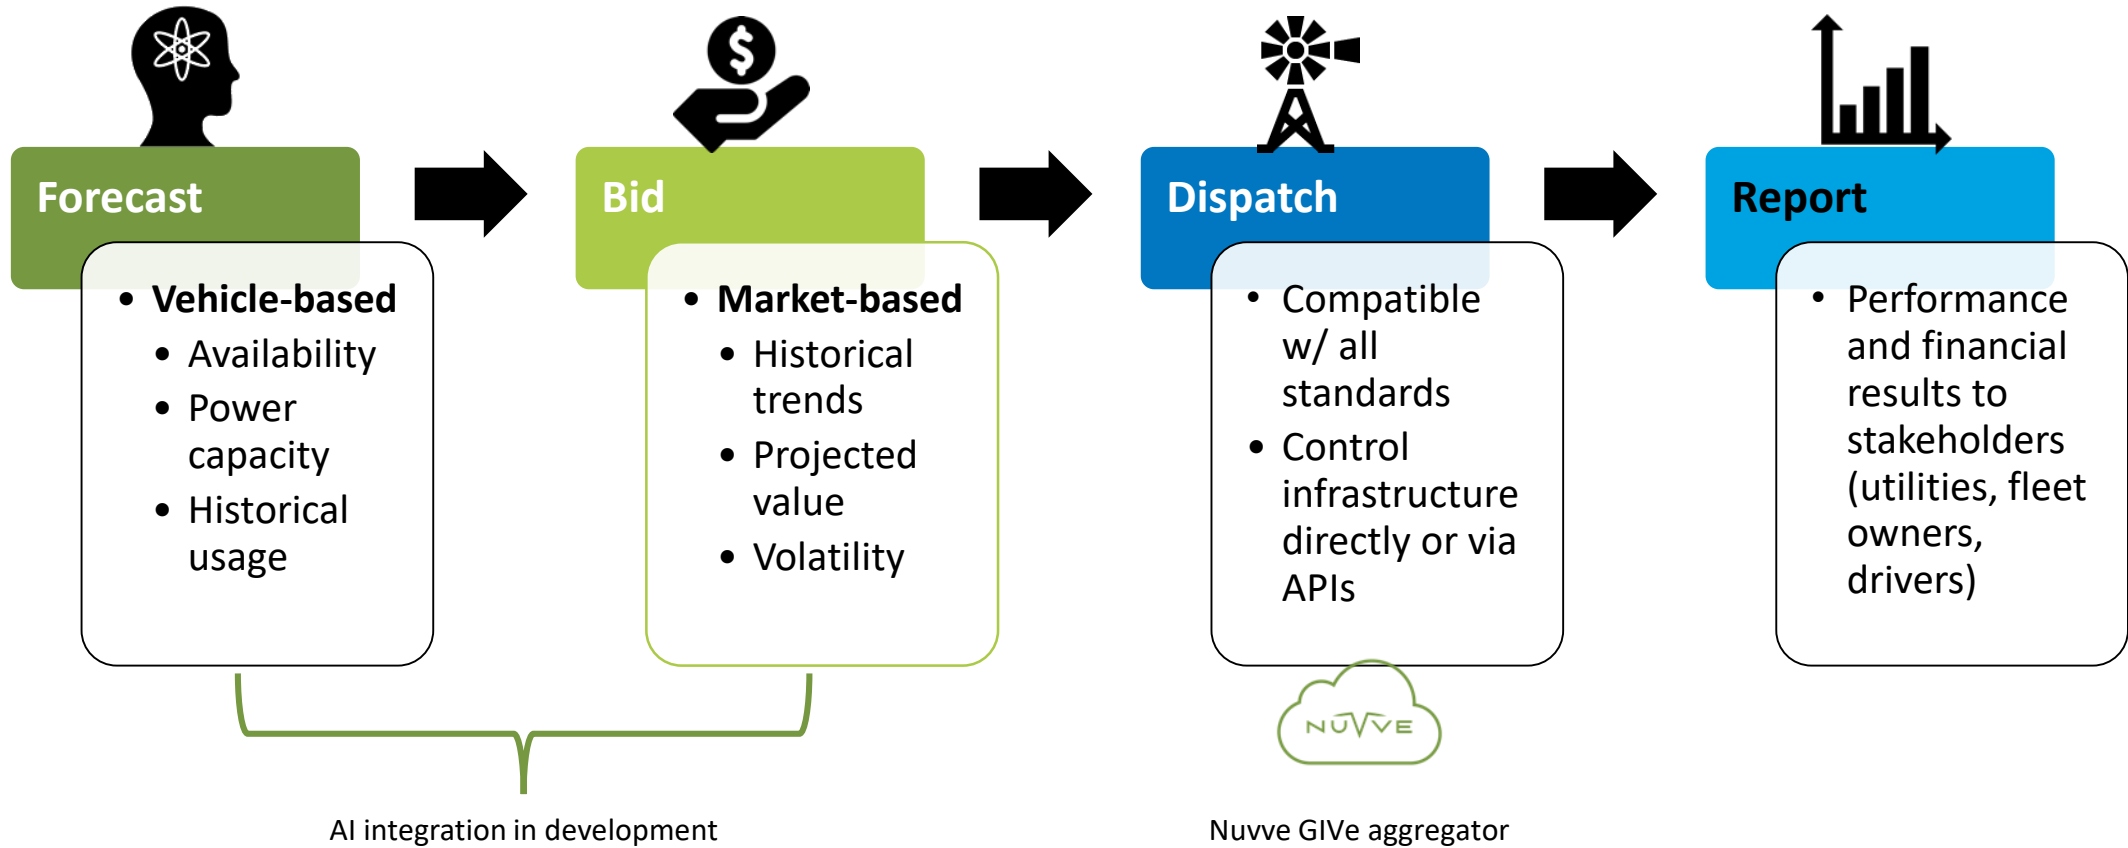 Forecast
• Vehicle-based
• Availability
• Power
capacity
• Historical
usage
Bid
• Market-based
• Historical
trends
• Projected
value
• Volatility
AI integration in development
Dispatch
• Compatible
w/ all
standards
• Control
infrastructure
directly or via
APIs
NUVVE
Nuvve GIVe aggregator
Report
• Performance
and financial
results to
stakeholders
(utilities, fleet
owners,
drivers)